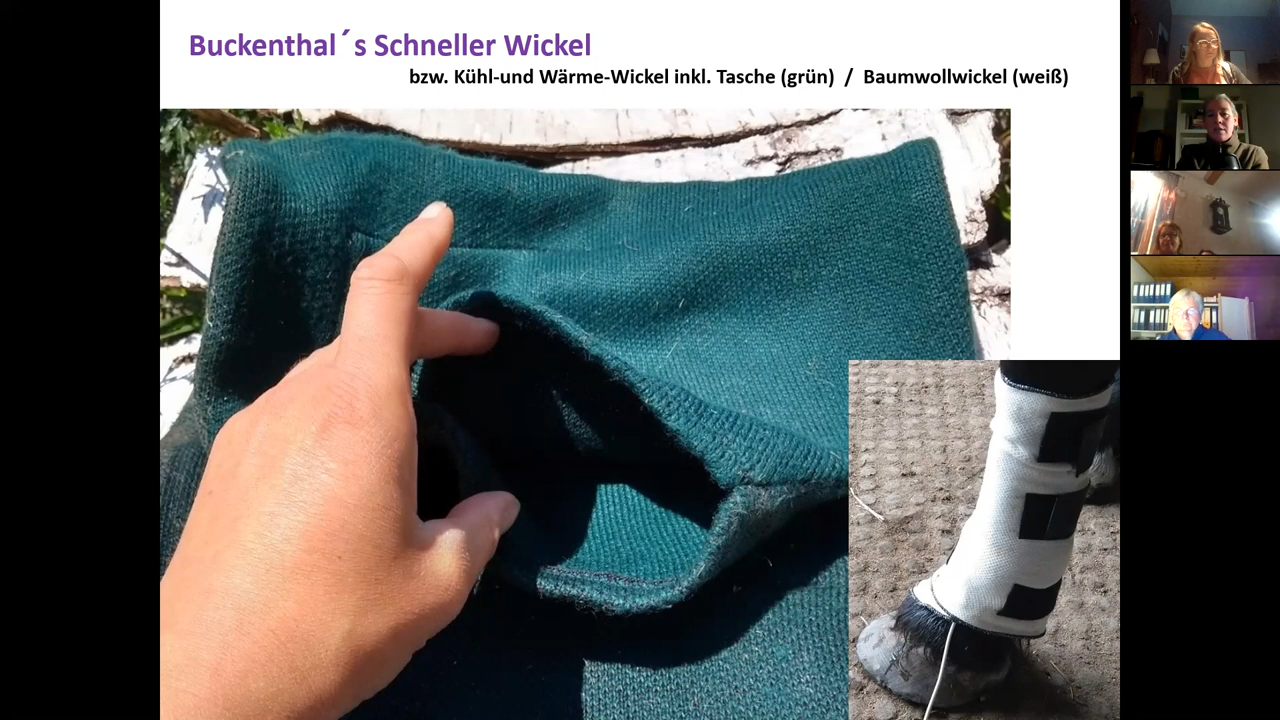 Buckenthal´s Schneller Wickel
bzw. Kühl-und Wärme-Wickel inkl. Tasche (grün) / Baumwollwickel (weiß)